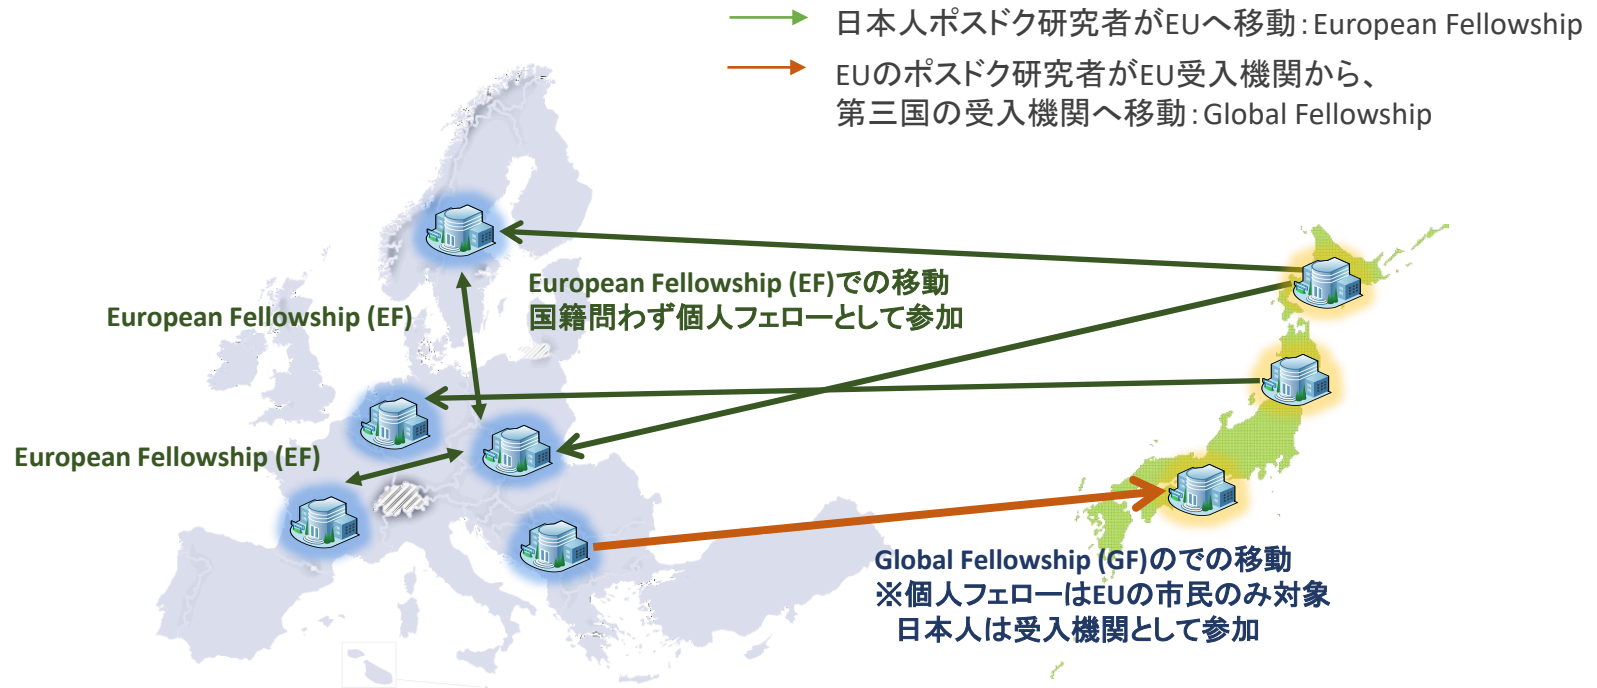 日本人ポスドク研究者がEUへ移動：European Fellowship
EUのポスドク研究者がEU受入機関から、
第三国の受入機関へ移動：Global Fellowship
European Fellowship (EF)での移動
国籍問わず個人フェローとして参加
European Fellowship (EF)
European Fellowship (EF)
Global Fellowship (GF)のでの移動
※個人フェローはEUの市民のみ対象
日本人は受入機関として参加